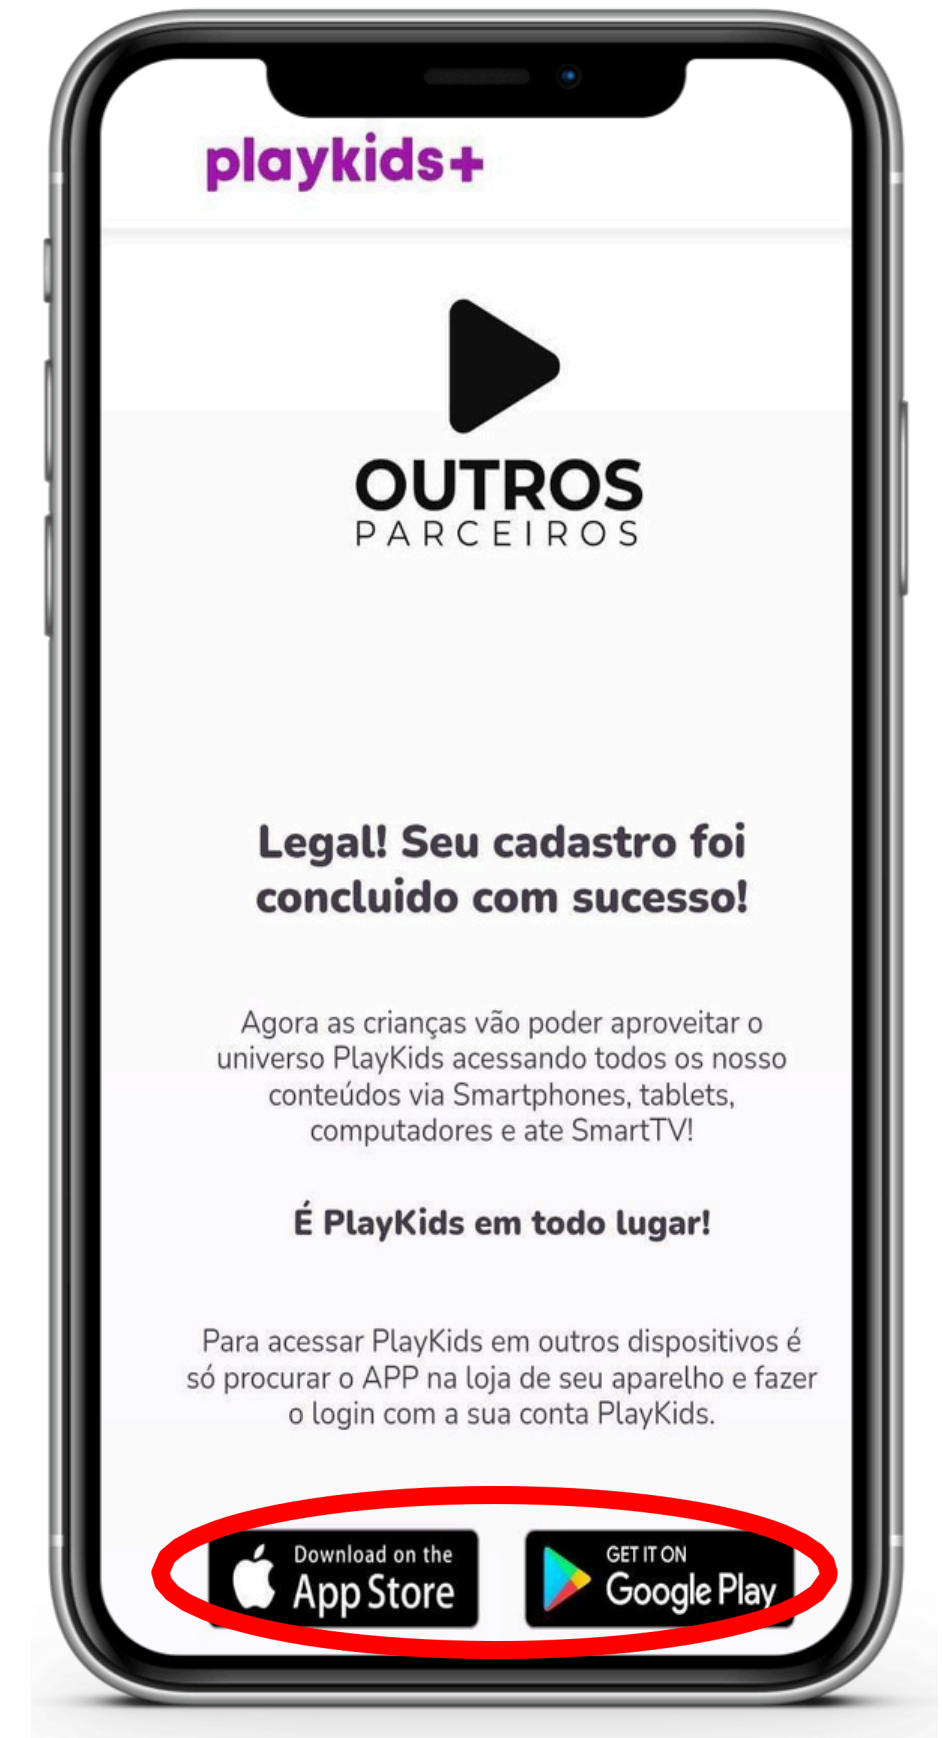 playkids+
OUTROS
PARCEIROS
Legal! Seu cadastro foi
concluido com sucesso!
Agora as crianças vão poder aproveitar o
universo PlayKids acessando todos os nosso
conteúdos via Smartphones, tablets,
computadores e ate SmartTV!
É PlayKids em todo lugar!
Para acessar PlayKids em outros dispositivos é
só procurar o APP na loja de seu aparelho e fazer
o login com a sua conta PlayKids.
Download on the
App Store
GET IT ON
Google Play